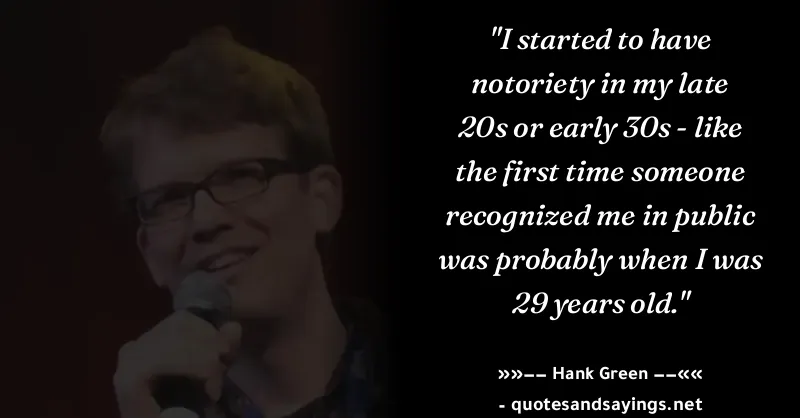 "I started to have
notoriety in my late
20s or early 30s - like
the first time someone
recognized me in public
was probably when I was
29 years old."
»»–– Hank Green ––««
- quotesandsayings.net